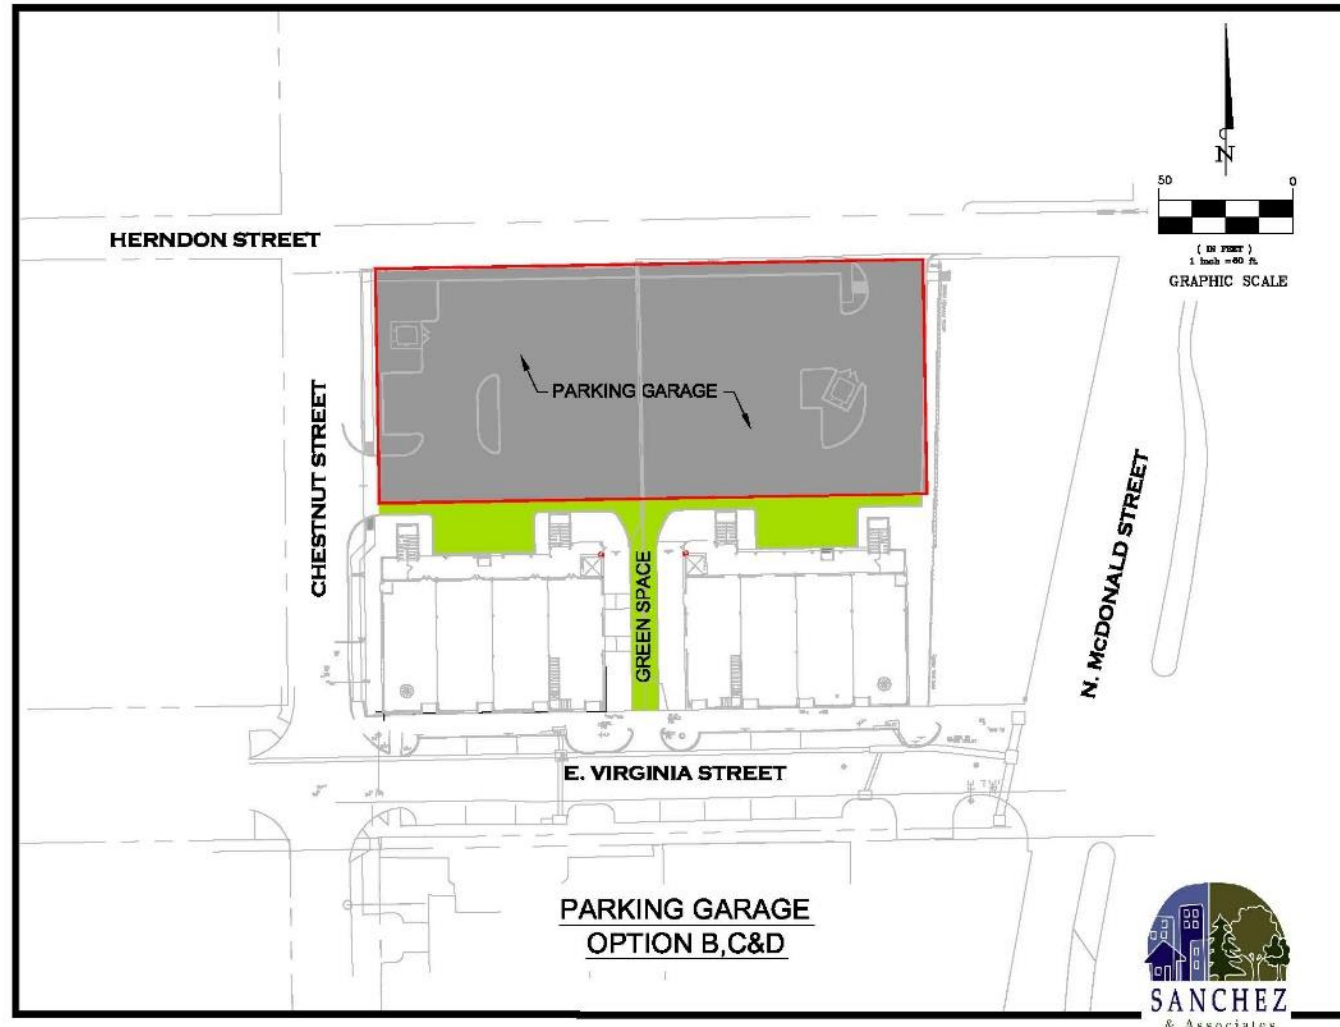 N
50 0
( IN FEET )
1 inch = 60 ft.
GRAPHIC SCALE
HERNDON STREET
CHESTNUT STREET
PARKING GARAGE
GREEN SPACE
N. McDONALD STREET
E. VIRGINIA STREET
PARKING GARAGE
OPTION B,C&D
SANCHEZ
& Associates